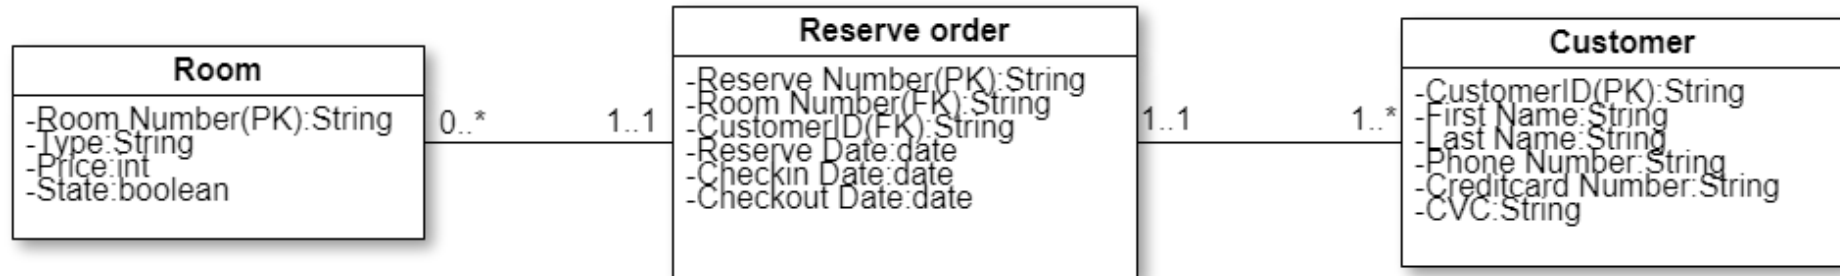 Room
-Room Number(PK):String
-Type:String
-Price:int
-State:boolean
0..*
1..1
Reserve order
-Reserve Number(PK):String
-Room Number(FK):String
-CustomerID(FK):String
-Reserve Date:date
-Checkin Date:date
-Checkout Date:date
1..1
1..*
Customer
-CustomerID(PK):String
-First Name:String
-Last Name:String
-Phone Number:String
-Creditcard Number:String
-CVC:String